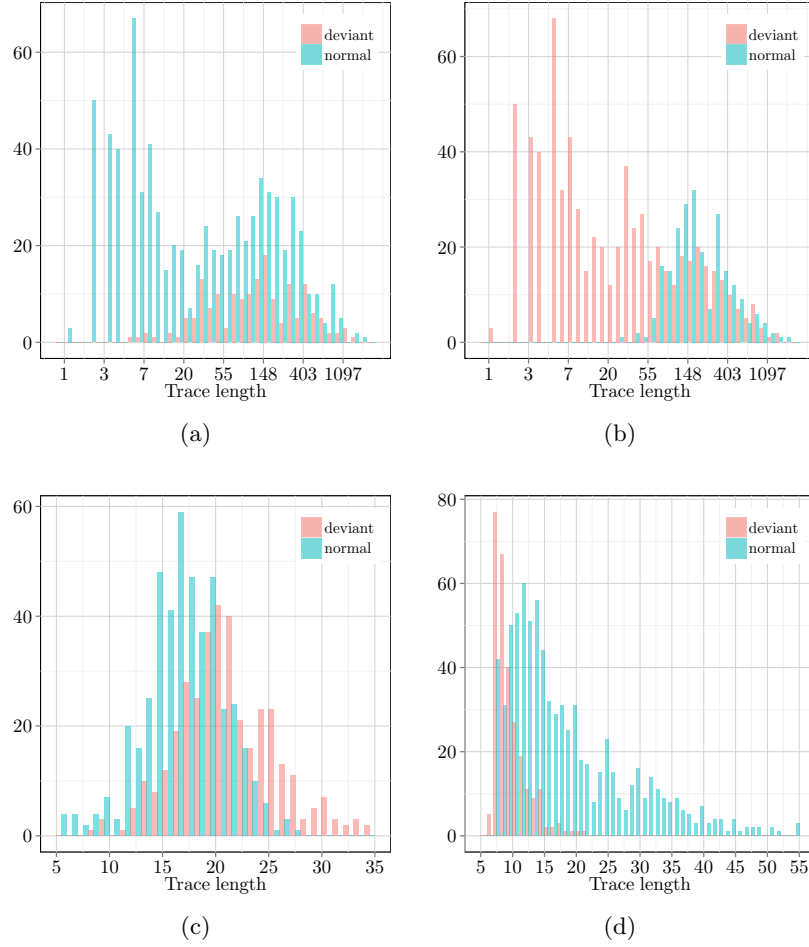 deviant
normal
60
40
20
0
1 3 7 20 55 148 403 1097
Trace length
(a)
deviant
normal
60
40
20
0
1 3 7 20 55 148 403 1097
Trace length
(b)
deviant
normal
60
40
20
0
5 10 15 20 25 30 35
Trace length
(c)
deviant
normal
80
60
40
20
0
5 10 15 20 25 30 35 40 45 50 55
Trace length
(d)